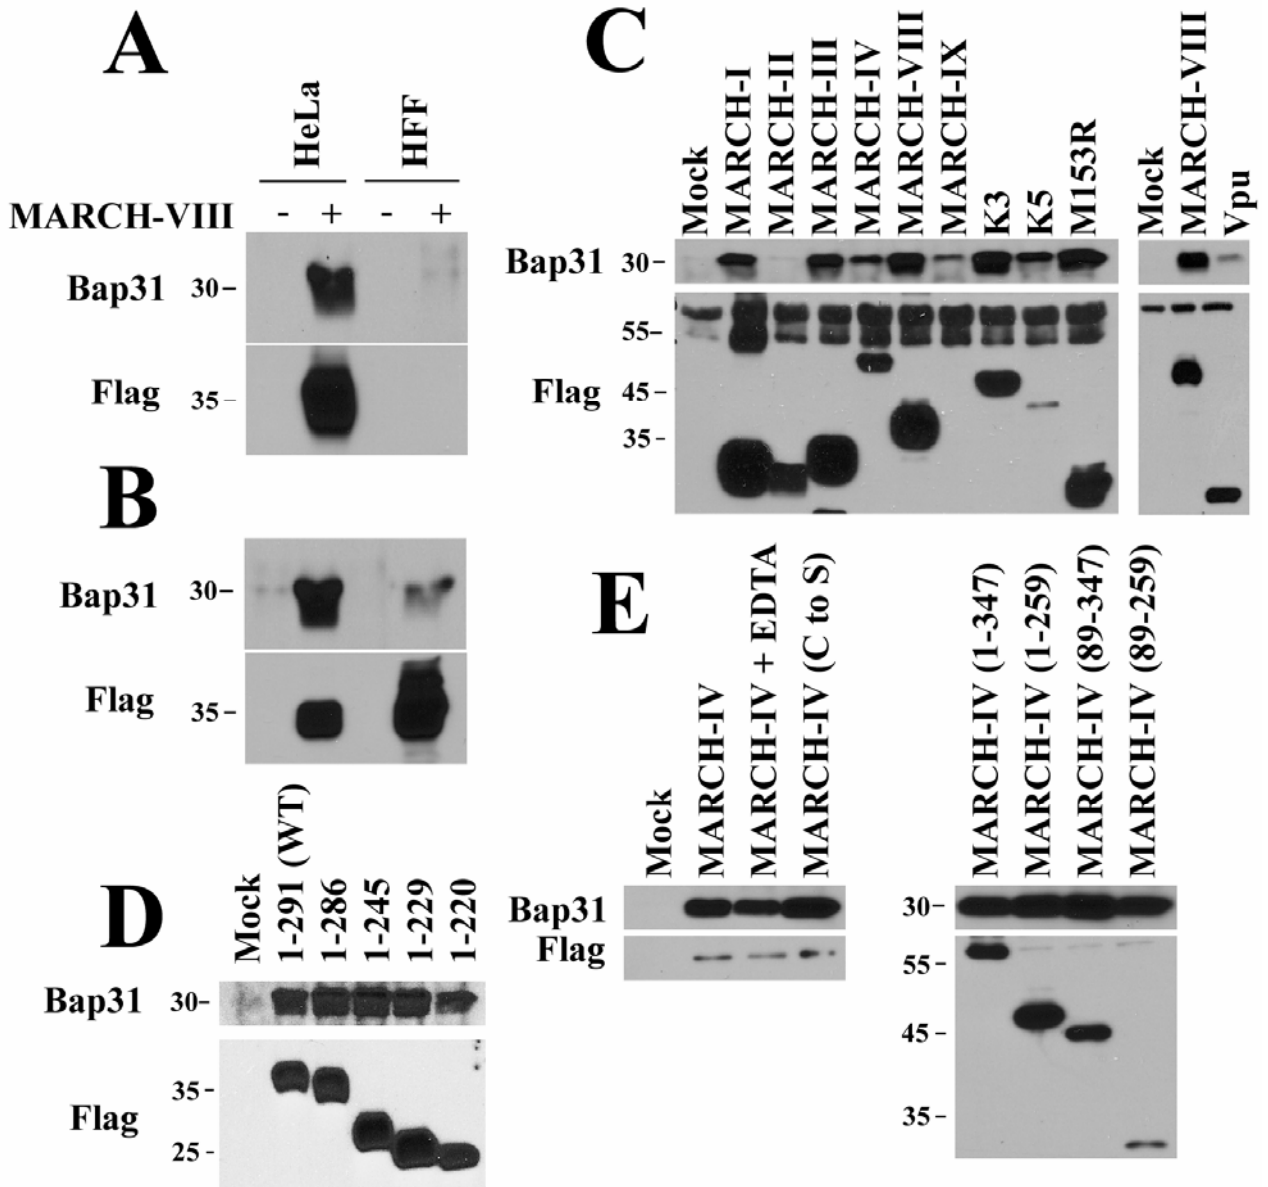 A
HeLa
HFF
MARCH-VIII - + - +
Bap31 30 –
Flag 35 –
B
Bap31 30 –
Flag 35 –
C
Mock
MARCH-I
MARCH-II
MARCH-III
MARCH-IV
MARCH-VIII
MARCH-IX
K3
K5
M153R
Mock
MARCH-VIII
Vpu
Bap31 30 –
55 –
Flag 45 –
35 –
D
Mock
1-291 (WT)
1-286
1-245
1-229
1-220
Bap31 30 –
35 –
Flag
25 –
E
Mock
MARCH-IV
MARCH-IV + EDTA
MARCH-IV (C to S)
MARCH-IV (1-347)
MARCH-IV (1-259)
MARCH-IV (89-347)
MARCH-IV (89-259)
Bap31 30 –
Flag
55 –
45 –
35 –